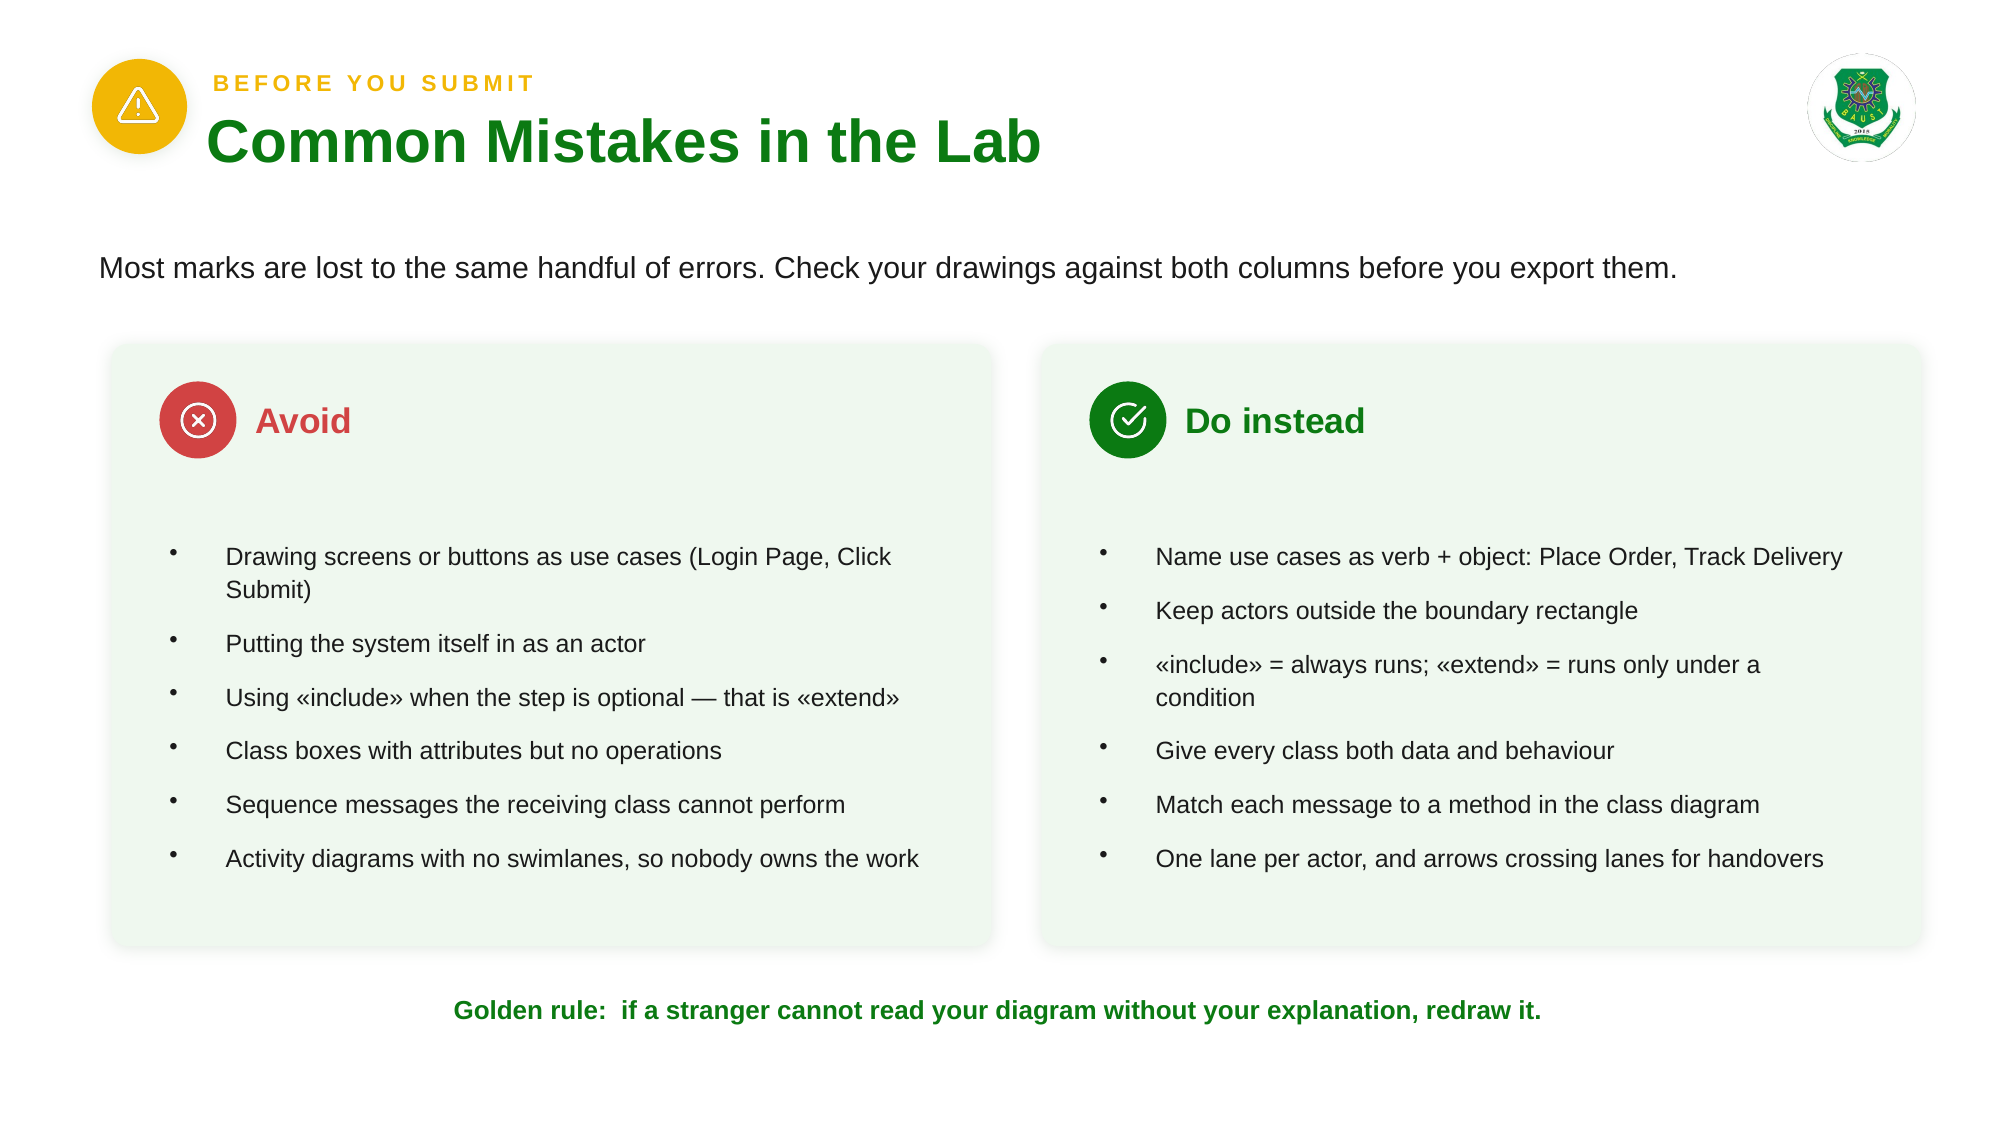 BEFORE YOU SUBMIT
Common Mistakes in the Lab
BAUST
2015
KNOWLEDGE
Most marks are lost to the same handful of errors. Check your drawings against both columns before you export them.
Avoid
• Drawing screens or buttons as use cases (Login Page, Click
Submit)
• Putting the system itself in as an actor
• Using «include» when the step is optional — that is «extend»
• Class boxes with attributes but no operations
• Sequence messages the receiving class cannot perform
• Activity diagrams with no swimlanes, so nobody owns the work
Do instead
• Name use cases as verb + object: Place Order, Track Delivery
• Keep actors outside the boundary rectangle
• «include» = always runs; «extend» = runs only under a
condition
• Give every class both data and behaviour
• Match each message to a method in the class diagram
• One lane per actor, and arrows crossing lanes for handovers
Golden rule:  if a stranger cannot read your diagram without your explanation, redraw it.